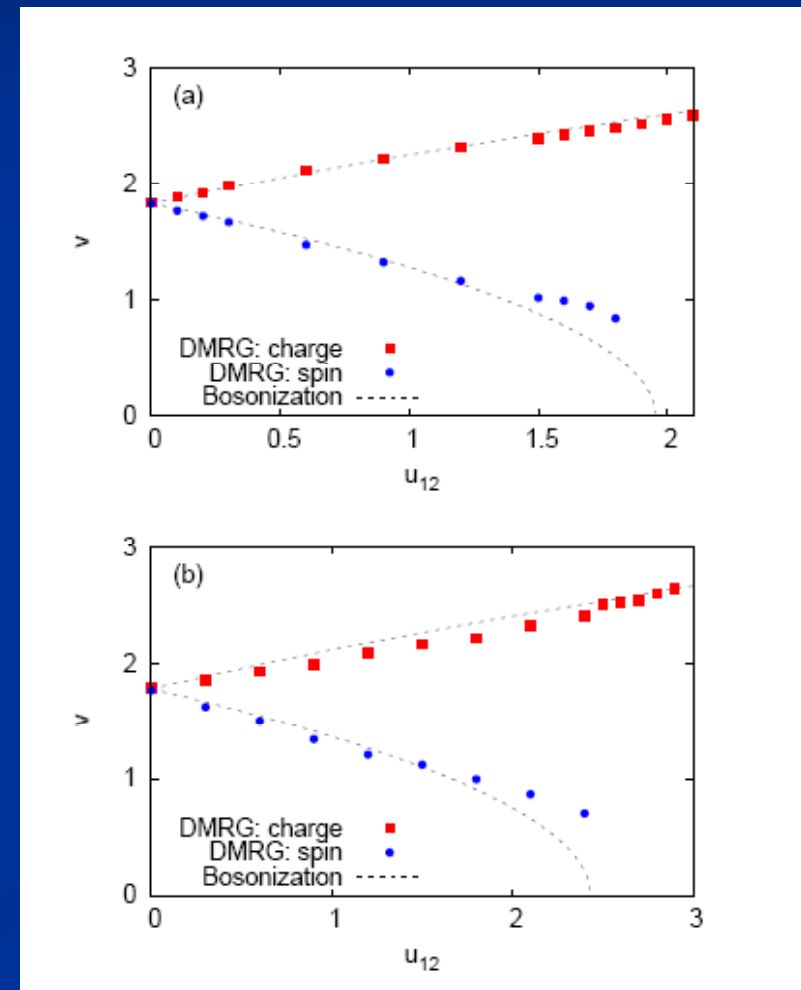 3
(a)
2
v
1
DMRG: charge
DMRG: spin
Bosonization
0
0 0.5 1 1.5 2
u12
3
(b)
2
v
1
DMRG: charge
DMRG: spin
Bosonization
0
0 1 2 3
u12